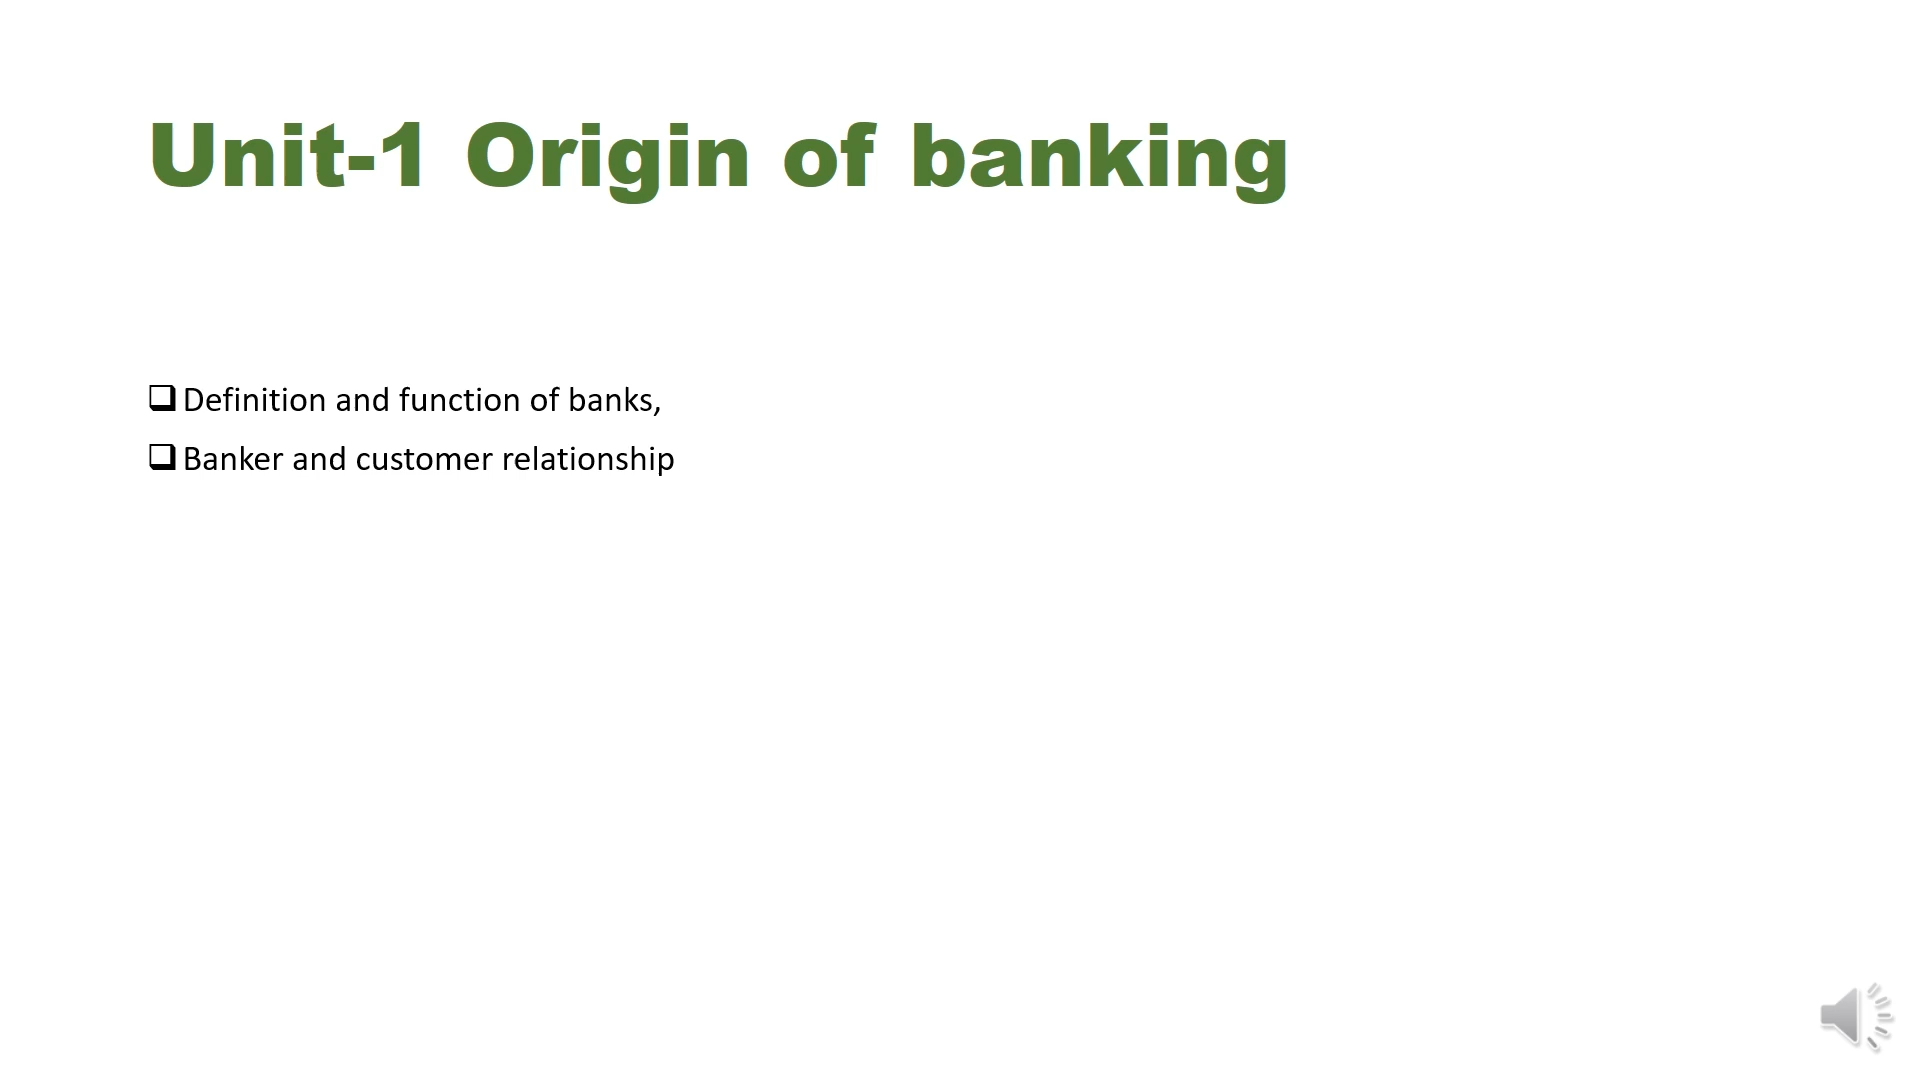 Unit-1 Origin of banking
❑ Definition and function of banks,
❑ Banker and customer relationship